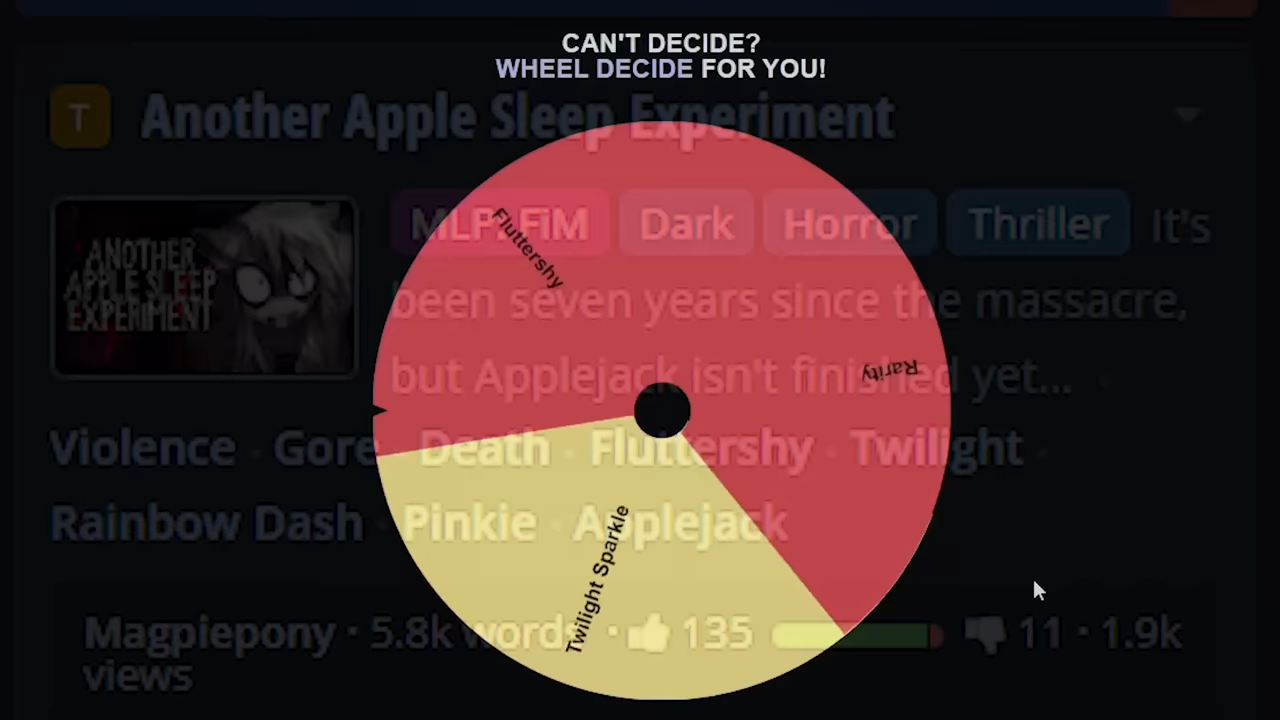 CAN'T DECIDE?
WHEEL DECIDE FOR YOU!
T Another Apple Sleep Experiment
ANOTHER
APPLE SLEEP
EXPERIMENT
MLP: FiM Dark Horror Thriller It's
been seven years since the massacre,
but Applejack isn't finished yet... ·
Violence · Gore · Death · Fluttershy · Twilight ·
Rainbow Dash · Pinkie · Applejack
Magpiepony · 5.8k words · 135 11 · 1.9k
views
Fluttershy
Rarity
Twilight Sparkle